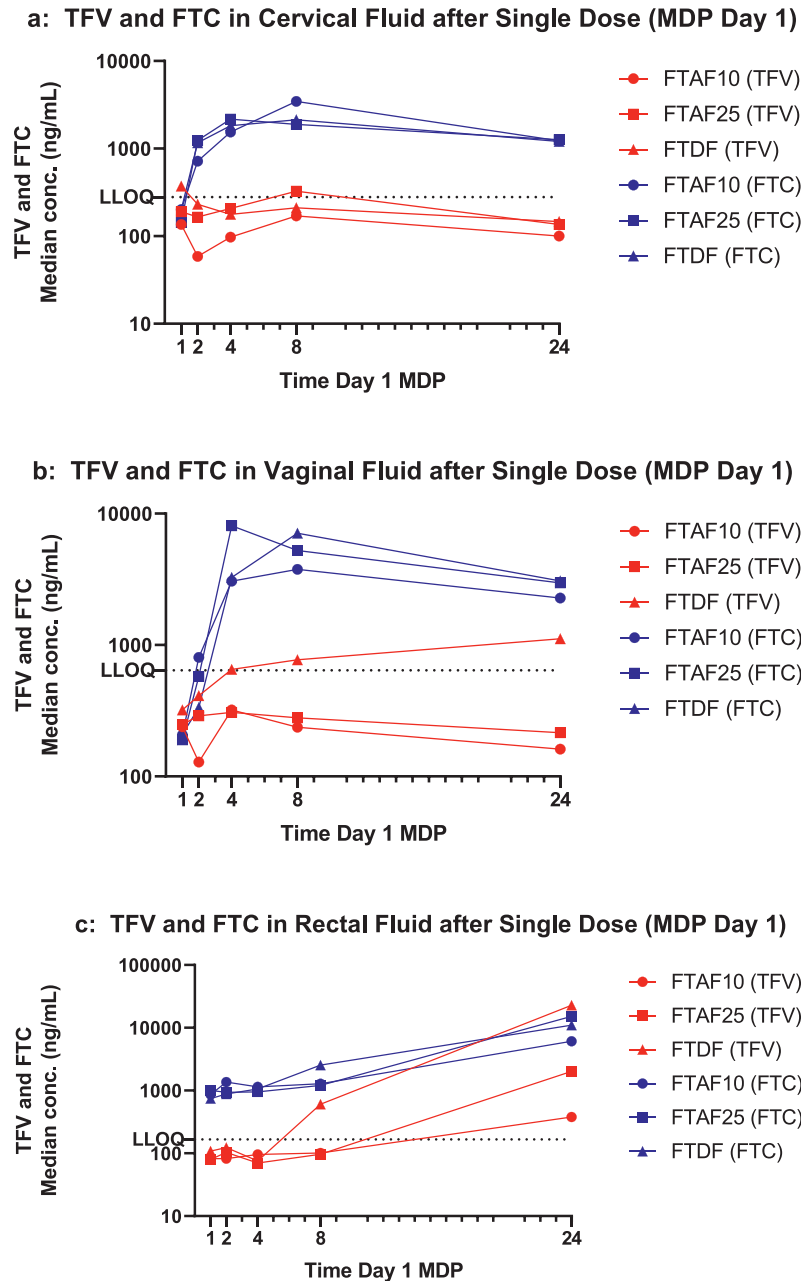 a: TFV and FTC in Cervical Fluid after Single Dose (MDP Day 1)
TFV and FTC
Median conc. (ng/mL)
10000
1000
LLOQ
100
10
1 2 4 8 24
Time Day 1 MDP
FTAF10 (TFV)
FTAF25 (TFV)
FTDF (TFV)
FTAF10 (FTC)
FTAF25 (FTC)
FTDF (FTC)
b: TFV and FTC in Vaginal Fluid after Single Dose (MDP Day 1)
TFV and FTC
Median conc. (ng/mL)
10000
1000
LLOQ
100
1 2 4 8 24
Time Day 1 MDP
FTAF10 (TFV)
FTAF25 (TFV)
FTDF (TFV)
FTAF10 (FTC)
FTAF25 (FTC)
FTDF (FTC)
c: TFV and FTC in Rectal Fluid after Single Dose (MDP Day 1)
TFV and FTC
Median conc. (ng/mL)
100000
10000
1000
LLOQ
100
10
1 2 4 8 24
Time Day 1 MDP
FTAF10 (TFV)
FTAF25 (TFV)
FTDF (TFV)
FTAF10 (FTC)
FTAF25 (FTC)
FTDF (FTC)